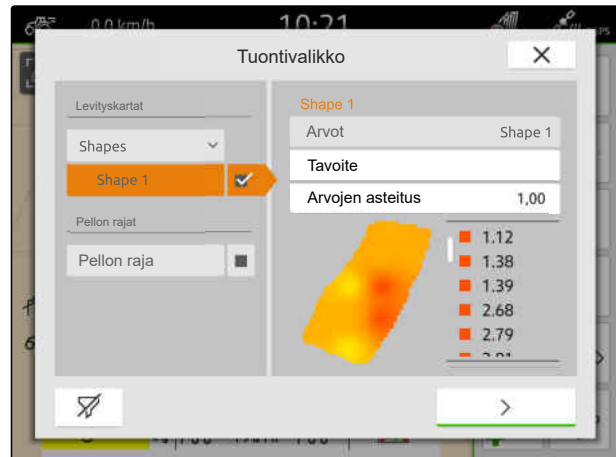 0.0 km/h
10:21
Tuontivalikko
Levityskartat
Shapes
Shape 1
Pellon rajat
Pellon raja
Shape 1
Arvot Shape 1
Tavoite
Arvojen asteitus 1,00
1.12
1.38
1.39
2.68
2.79